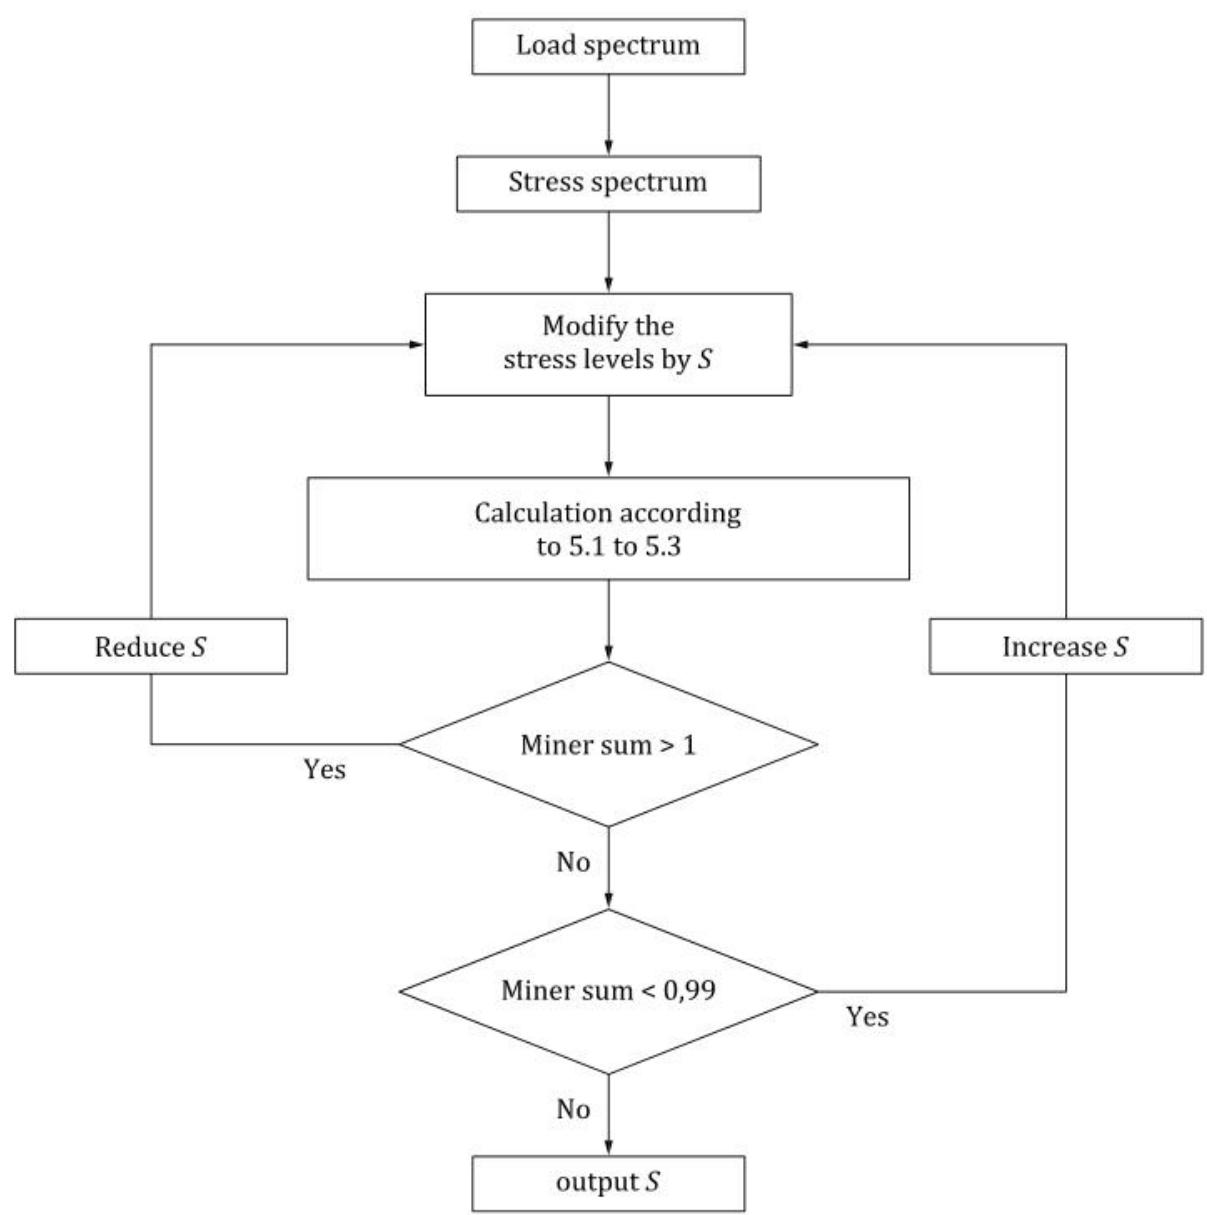 Load spectrum
Stress spectrum
Modify the
stress levels by S
Calculation according
to 5.1 to 5.3
Reduce S
Increase S
Miner sum > 1
Yes
No
Miner sum < 0,99
Yes
No
output S